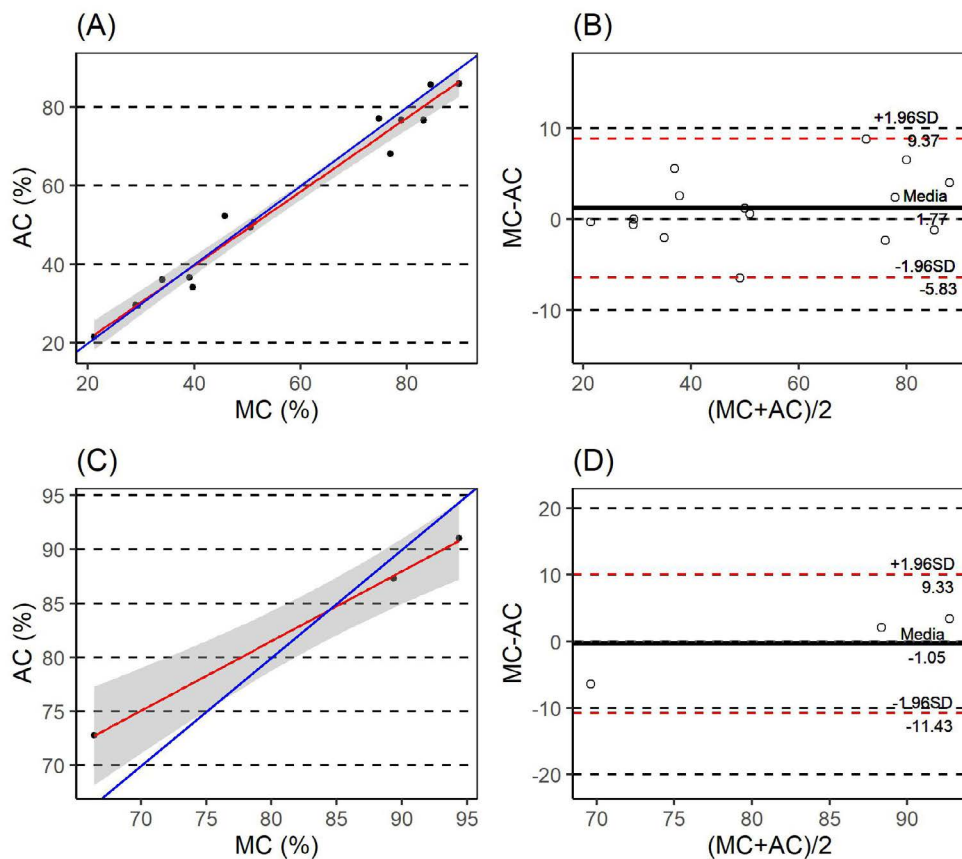 (A)
AC (%)
80
60
40
20
20 40 60 80
MC (%)
(B)
MC-AC
10
0
-10
+1.96SD
9.37
Media
1.77
-1.96SD
-5.83
20 40 60 80
(MC+AC)/2
(C)
AC (%)
95
90
85
80
75
70
70 75 80 85 90 95
MC (%)
(D)
MC-AC
20
10
0
-10
-20
+1.96SD
9.33
Media
-1.05
-1.96SD
-11.43
70 75 80 85 90
(MC+AC)/2